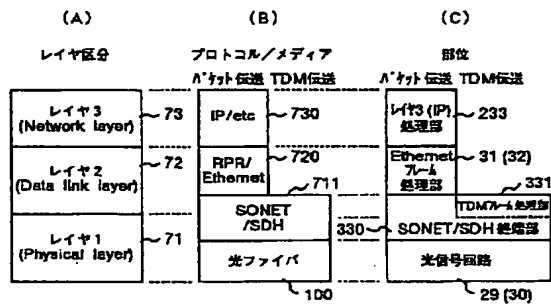 (A) (B) (C)
レイヤ区分 プロトコル/メディア 部位
パケット伝送 TDM伝送 パケット伝送 TDM伝送
レイヤ3
(Network layer)
73
IP/etc
730
レイヤ3 (IP)
処理部
233
レイヤ2
(Data link layer)
72
RPR/
Ethernet
720
Ethernet
フレーム
処理部
31 (32)
711
331
TDMフレーム処理部
レイヤ1
(Physical layer)
71
SONET
/SDH
330
SONET/SDH 終端部
光ファイバ
100
光信号回路
29 (30)